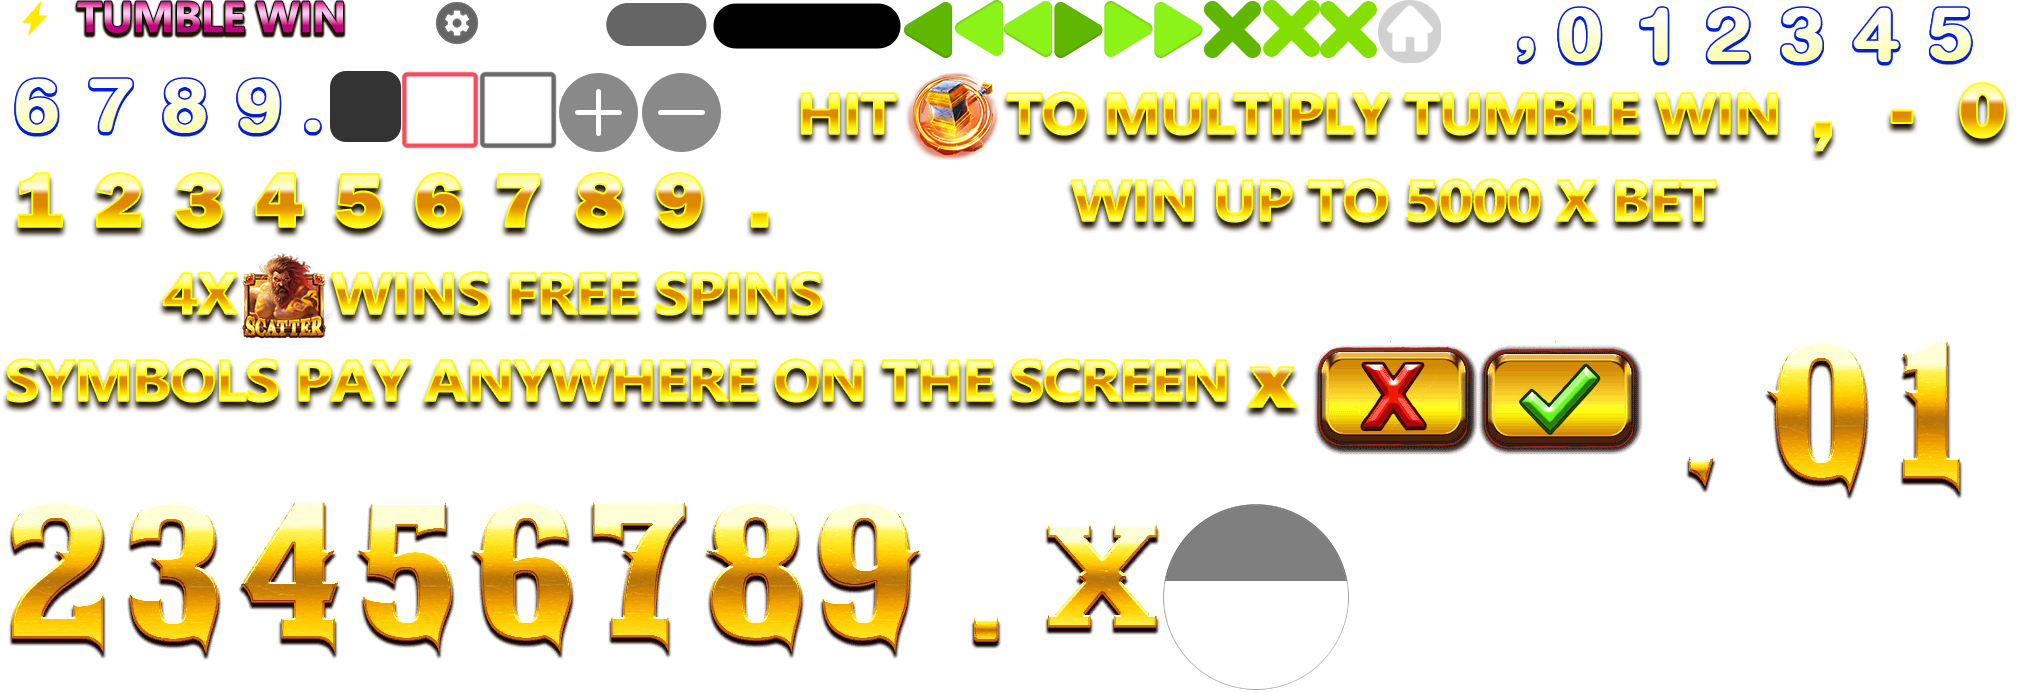 TUMBLE WIN
, 0 1 2 3 4 5
6 7 8 9 .
HIT TO MULTIPLY TUMBLE WIN , - 0
1 2 3 4 5 6 7 8 9 .
WIN UP TO 5000 X BET
4X SCATTER WINS FREE SPINS
SYMBOLS PAY ANYWHERE ON THE SCREEN x
, 0 1
2 3 4 5 6 7 8 9 . x